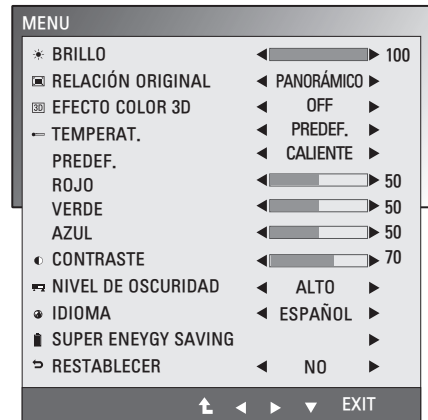 MENU
BRILLO 100
RELACIÓN ORIGINAL PANORÁMICO
3D EFECTO COLOR 3D OFF
TEMPERAT. PREDEF.
PREDEF. CALIENTE
ROJO 50
VERDE 50
AZUL 50
CONTRASTE 70
NIVEL DE OSCURIDAD ALTO
IDIOMA ESPAÑOL
SUPER ENEYGY SAVING
RESTABLECER NO
EXIT